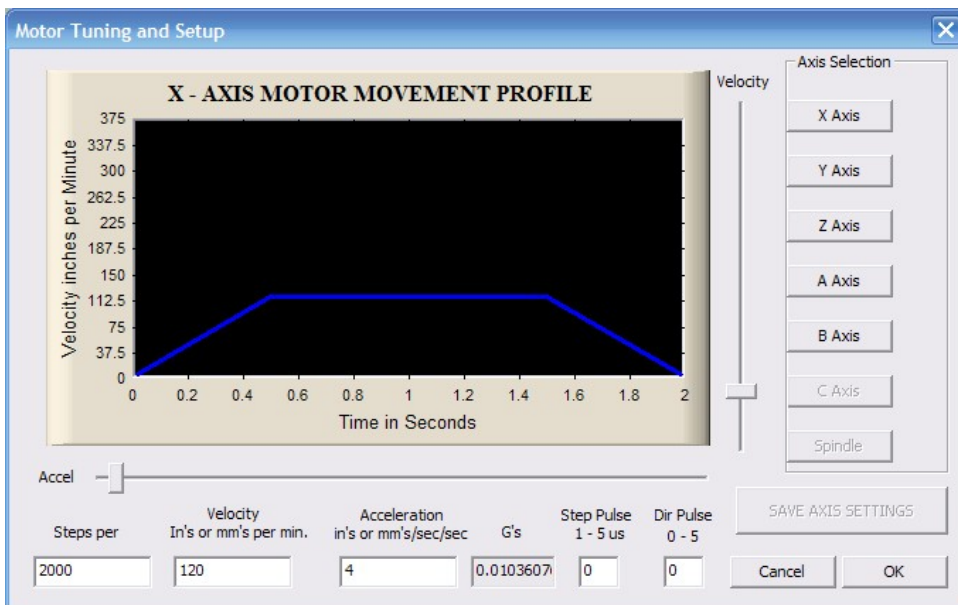 Motor Tuning and Setup
X - AXIS MOTOR MOVEMENT PROFILE
Velocity inches per Minute
375
337.5
300
262.5
225
187.5
150
112.5
75
37.5
0
0 0.2 0.4 0.6 0.8 1 1.2 1.4 1.6 1.8 2
Time in Seconds
Velocity
Axis Selection
X Axis
Y Axis
Z Axis
A Axis
B Axis
C Axis
Spindle
Accel
Steps per
Velocity
In's or mm's per min.
Acceleration
in's or mm's/sec/sec
G's
Step Pulse
1 - 5 us
Dir Pulse
0 - 5
2000
120
4
0.0103607
0
0
SAVE AXIS SETTINGS
Cancel
OK